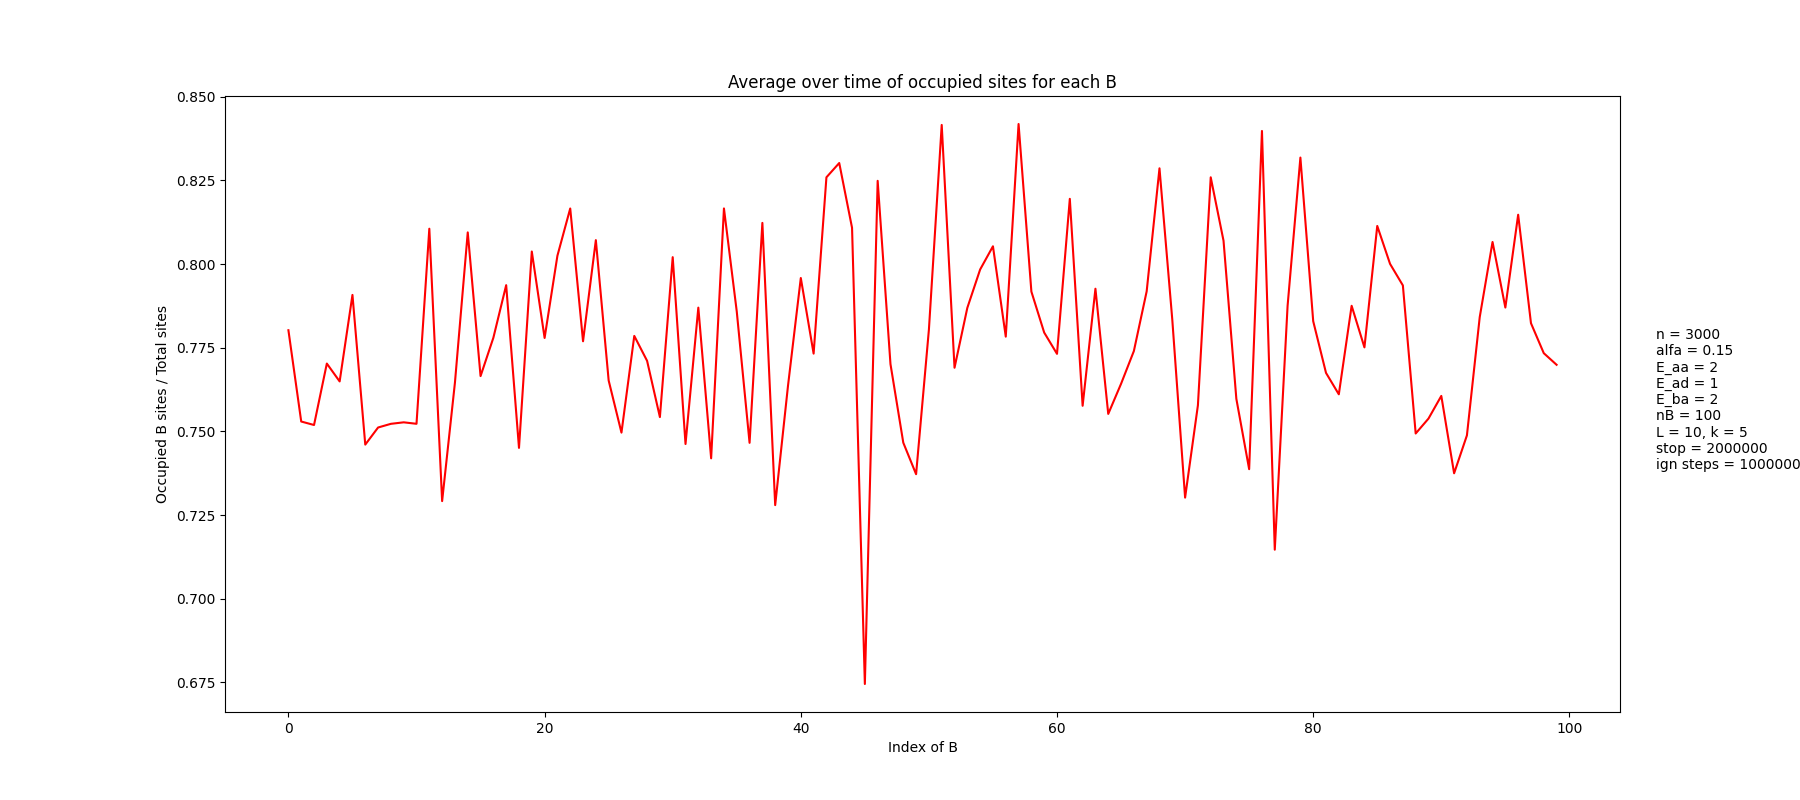 Average over time of occupied sites for each B
0.850
0.825
0.800
0.775
0.750
0.725
0.700
0.675
Occupied B sites / Total sites
0 20 40 60 80 100
Index of B
n = 3000
alfa = 0.15
E_aa = 2
E_ad = 1
E_ba = 2
nB = 100
L = 10, k = 5
stop = 2000000
ign steps = 1000000